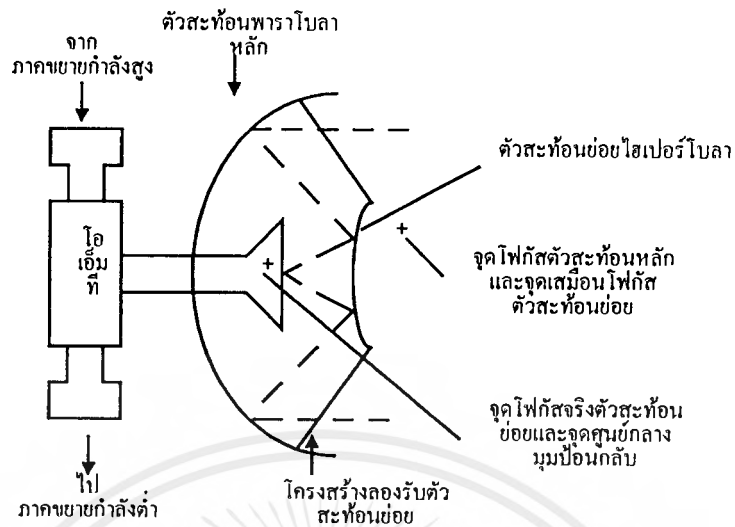 จาก
ภาคขยายกำลังสูง
ตัวสะท้อนพาราโบลา
หลัก
ตัวสะท้อนย่อยไฮเปอร์โบลา
โอ
เอ็ม
ที
จุดโฟกัสตัวสะท้อนหลัก
และจุดเสมือนโฟกัส
ตัวสะท้อนย่อย
จุดโฟกัสจริงตัวสะท้อน
ย่อยและจุดศูนย์กลาง
มุมป้อนกลับ
ไป
ภาคขยายกำลังต่ำ
โครงสร้างลองรับตัว
สะท้อนย่อย